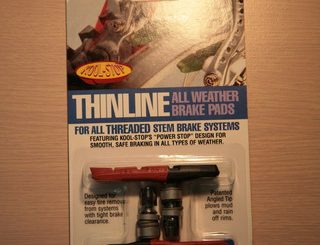 KOOL-STOP
THINLINE ALL WEATHER
BRAKE PADS
FOR ALL THREADED STEM BRAKE SYSTEMS
FEATURING KOOL-STOP'S "POWER STOP" DESIGN FOR
SMOOTH, SAFE BRAKING IN ALL TYPES OF WEATHER.
Designed for
easy tire removal
from systems
with tight brake
clearance.
Patented
Angled Tip
plows mud
and rain
off rims.